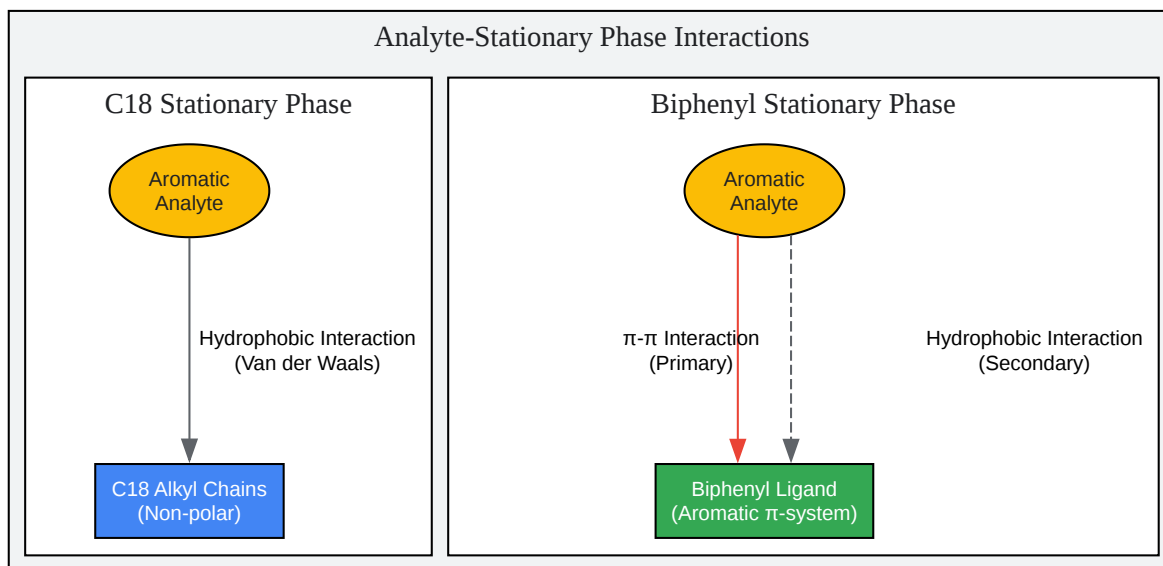 Analyte-Stationary Phase Interactions
C18 Stationary Phase
Aromatic
Analyte
Hydrophobic Interaction
(Van der Waals)
C18 Alkyl Chains
(Non-polar)
Biphenyl Stationary Phase
Aromatic
Analyte
π-π Interaction
(Primary)
Hydrophobic Interaction
(Secondary)
Biphenyl Ligand
(Aromatic π-system)